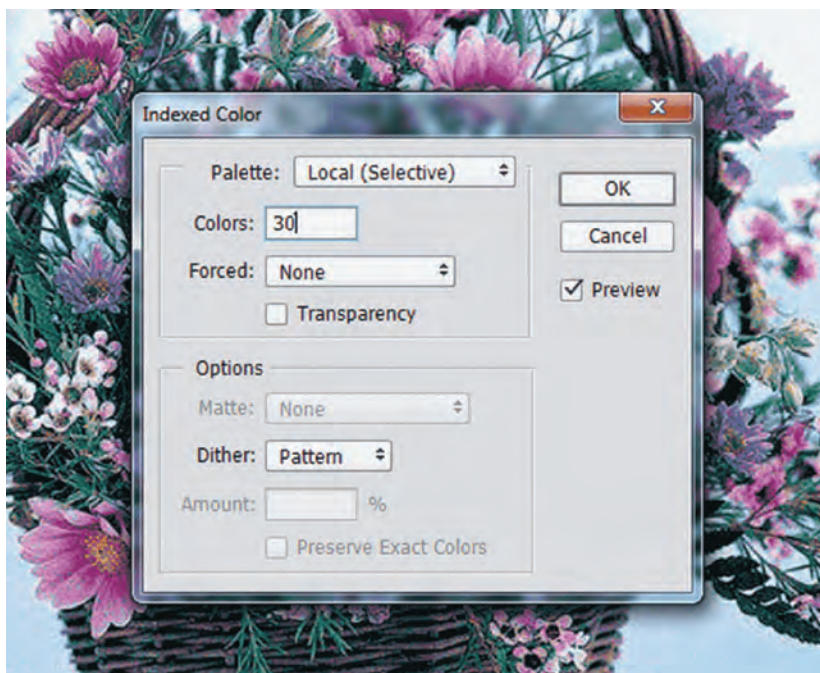 Indexed Color
X
Palette: Local (Selective)
OK
Colors: 30
Cancel
Forced: None
Preview
Transparency
Options
Matte: None
Dither: Pattern
Amount: %
Preserve Exact Colors